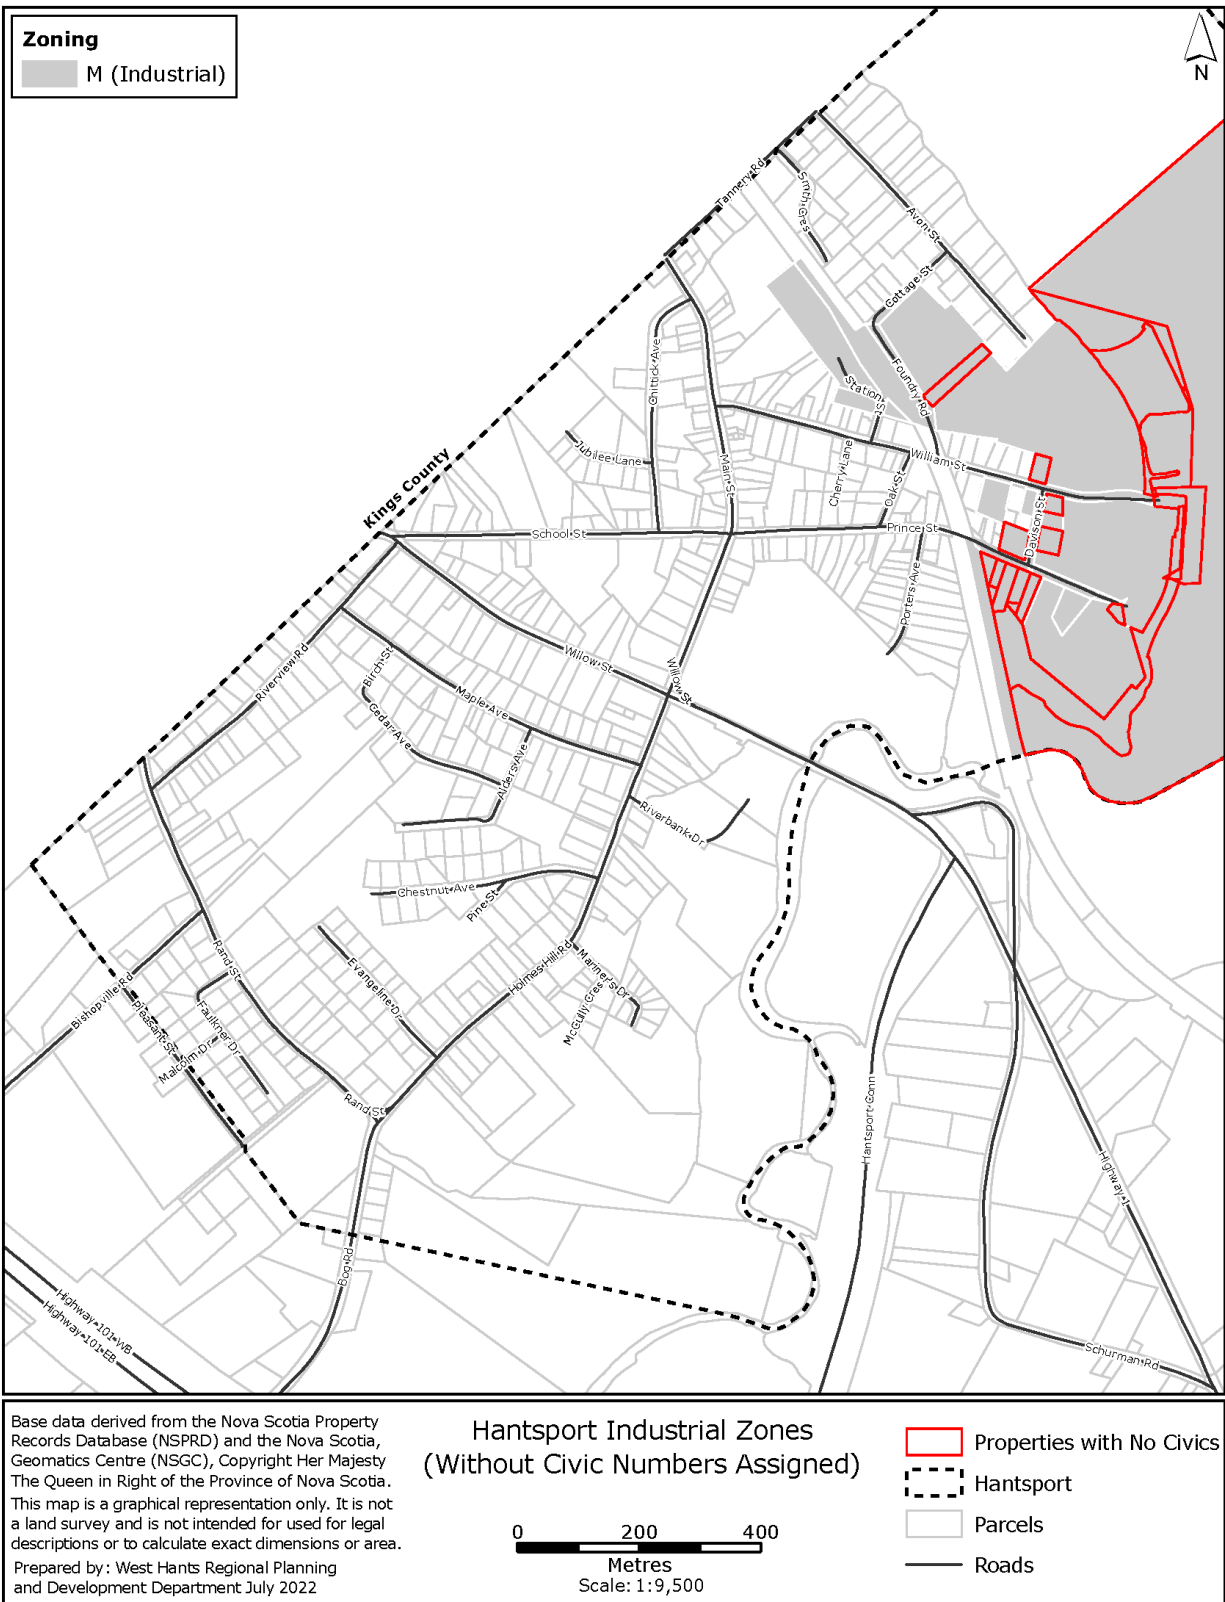 Zoning
M (Industrial)
N
Tannery Rd
Smith Cres
Avon St
Cottage St
Chittick Ave
Foundry Rd
Station St
Jubilee Lane
Main St
Cherry Lane
William St
Oak St
Kings County
School St
Prince St
Davison St
Porters Ave
Riverview Rd
Birch St
Willow St
Willow St
Maple Ave
Cedar Ave
Alders Ave
Riverbank Dr
Chestnut Ave
Pine St
Rand St
Evangeline Dr
Holmes Hill Rd
Mariner's Dr
McGully Cres
Bishopville Rd
Pleasant St
Faulkner Dr
Malcolm Dr
Rand St
Hantsport Conn
Highway 1
Bog Rd
Highway 101 WB
Highway 101 EB
Schurman Rd
Base data derived from the Nova Scotia Property
Records Database (NSPRD) and the Nova Scotia,
Geomatics Centre (NSGC), Copyright Her Majesty
The Queen in Right of the Province of Nova Scotia.
This map is a graphical representation only. It is not
a land survey and is not intended for used for legal
descriptions or to calculate exact dimensions or area.
Prepared by: West Hants Regional Planning
and Development Department July 2022
Hantsport Industrial Zones
(Without Civic Numbers Assigned)
0 200 400
Metres
Scale: 1:9,500
Properties with No Civics
Hantsport
Parcels
Roads